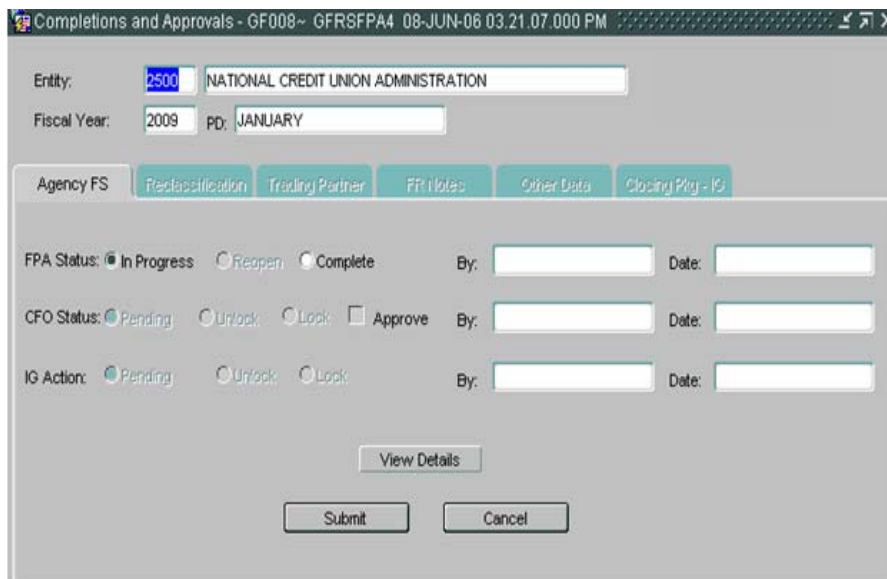 Completions and Approvals - GF008~ GFRSFPA4 08-JUN-06 03.21.07.000 PM
Entity: 2500 NATIONAL CREDIT UNION ADMINISTRATION
Fiscal Year: 2009 PD: JANUARY
Agency FS Reclassification Trading Partner FR Notes Other Data Closing Pkg - IG
FPA Status: In Progress Reopen Complete By: Date:
CFO Status: Pending Unlock Lock Approve By: Date:
IG Action: Pending Unlock Lock By: Date:
View Details
Submit Cancel